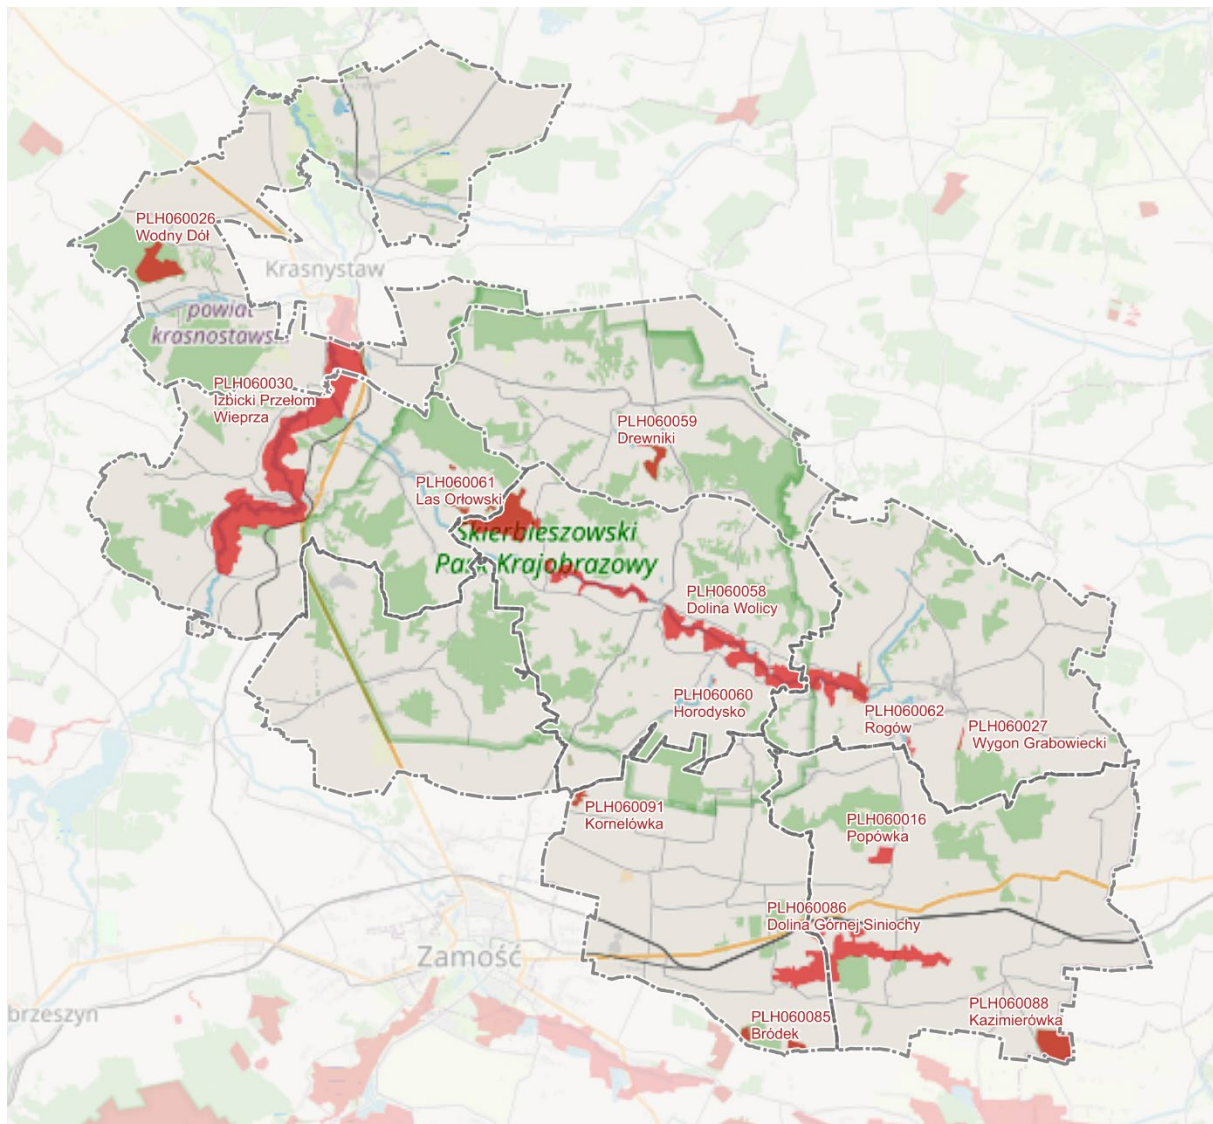 PLH060026
Wodny Dół
Krasnystaw
powiat
krasnostaws
PLH060030
Izbicki Przełom
Wieprza
PLH060059
Drewniki
PLH060061
Las Orłowski
Skierbieszowski
Park Krajobrazowy
PLH060058
Dolina Wolicy
PLH060060
Horodysko
PLH060062
Rogów
PLH060027
Wygon Grabowiecki
PLH060091
Kornelówka
PLH060016
Popówka
PLH060086
Dolina Górnej Siniochy
Zamość
PLH060088
Kazimierówka
PLH060085
Bródek
brzeszyn